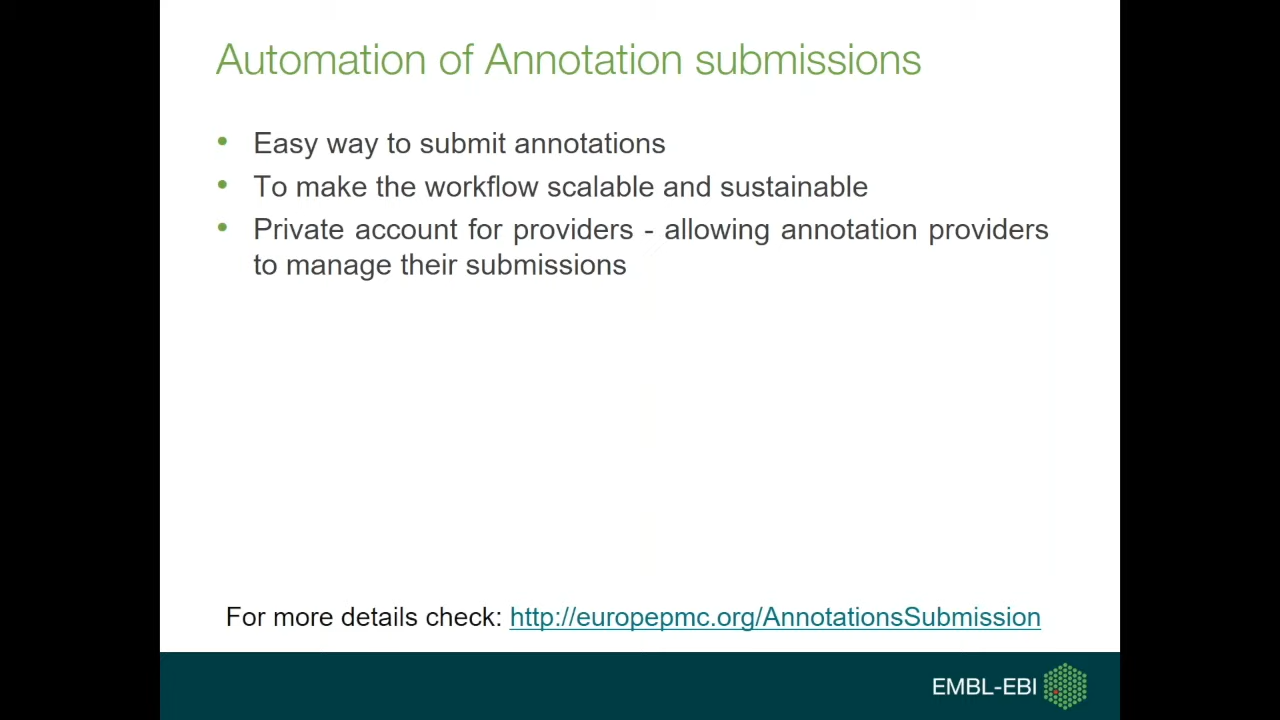 Automation of Annotation submissions
• Easy way to submit annotations
• To make the workflow scalable and sustainable
• Private account for providers - allowing annotation providers
to manage their submissions
For more details check: http://europepmc.org/AnnotationsSubmission
EMBL-EBI